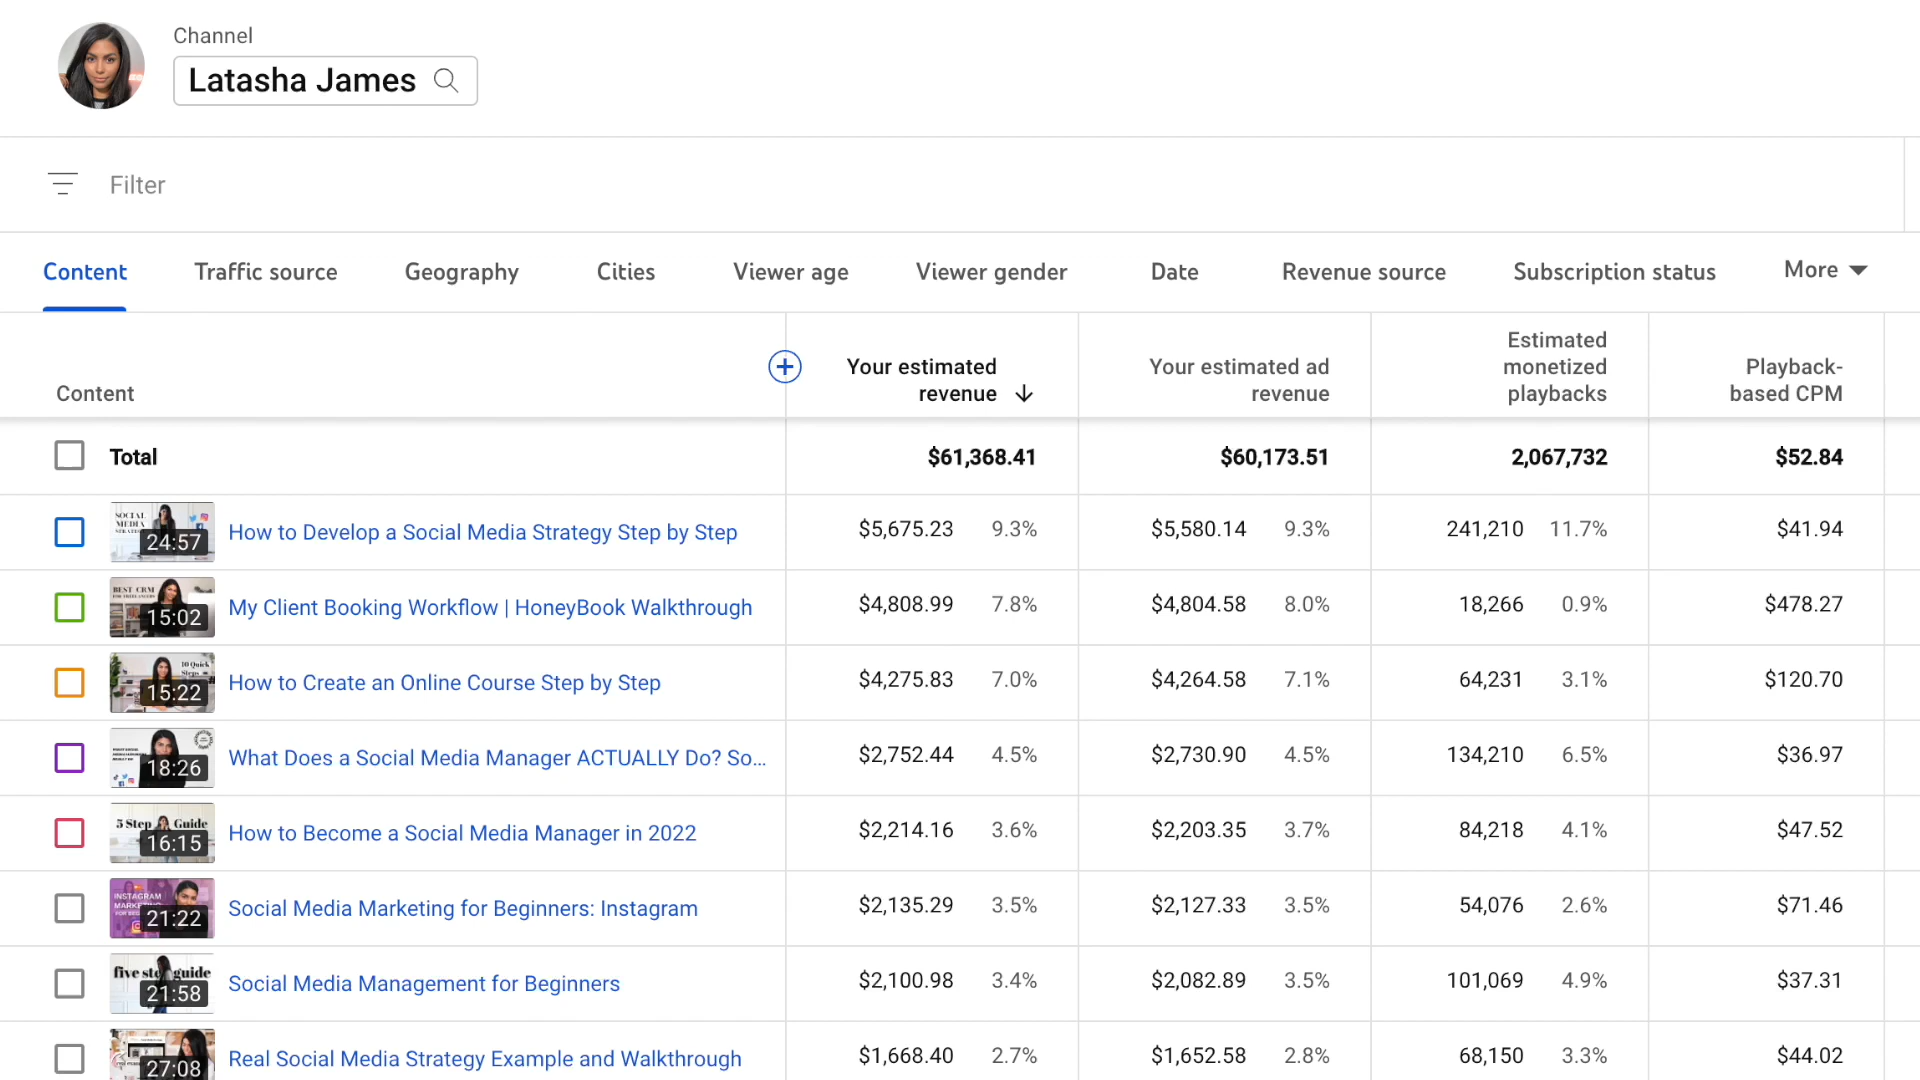 Channel
Latasha James
Filter
Content Traffic source Geography Cities Viewer age Viewer gender Date Revenue source Subscription status More
Content
Your estimated
revenue
Your estimated ad
revenue
Estimated
monetized
playbacks
Playback-
based CPM
Total $61,368.41 $60,173.51 2,067,732 $52.84
SOCIAL
MEDIA
24:57
How to Develop a Social Media Strategy Step by Step $5,675.23 9.3% $5,580.14 9.3% 241,210 11.7% $41.94
BEST CRM
FOR FREELANCERS
15:02
My Client Booking Workflow | HoneyBook Walkthrough $4,808.99 7.8% $4,804.58 8.0% 18,266 0.9% $478.27
10 Quick
Steps
15:22
How to Create an Online Course Step by Step $4,275.83 7.0% $4,264.58 7.1% 64,231 3.1% $120.70
18:26
What Does a Social Media Manager ACTUALLY Do? So... $2,752.44 4.5% $2,730.90 4.5% 134,210 6.5% $36.97
5 Step Guide
16:15
How to Become a Social Media Manager in 2022 $2,214.16 3.6% $2,203.35 3.7% 84,218 4.1% $47.52
INSTAGRAM
21:22
Social Media Marketing for Beginners: Instagram $2,135.29 3.5% $2,127.33 3.5% 54,076 2.6% $71.46
five step guide
21:58
Social Media Management for Beginners $2,100.98 3.4% $2,082.89 3.5% 101,069 4.9% $37.31
27:08
Real Social Media Strategy Example and Walkthrough $1,668.40 2.7% $1,652.58 2.8% 68,150 3.3% $44.02